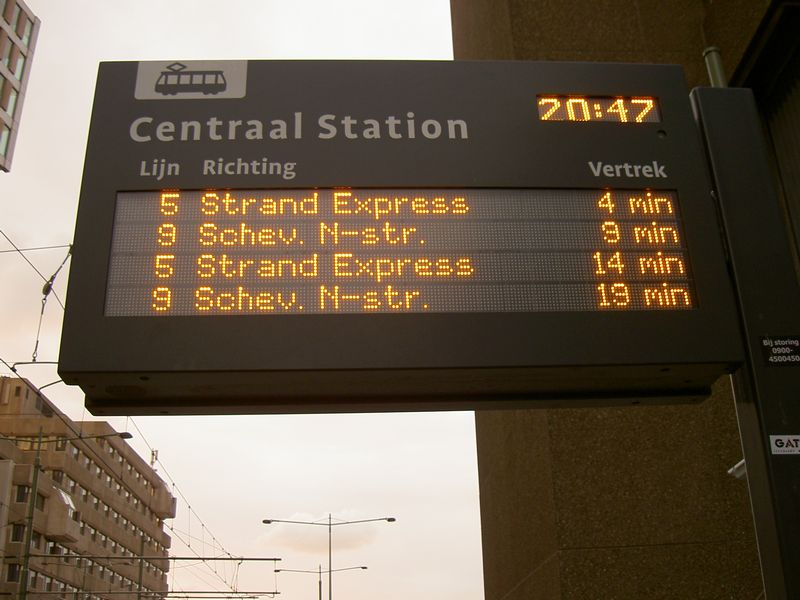 20:47
Centraal Station
Lijn Richting Vertrek
5 Strand Express 4 min
9 Schev. N-str. 9 min
5 Strand Express 14 min
9 Schev. N-str. 19 min
Bij storing
0900-
4500450
GAT